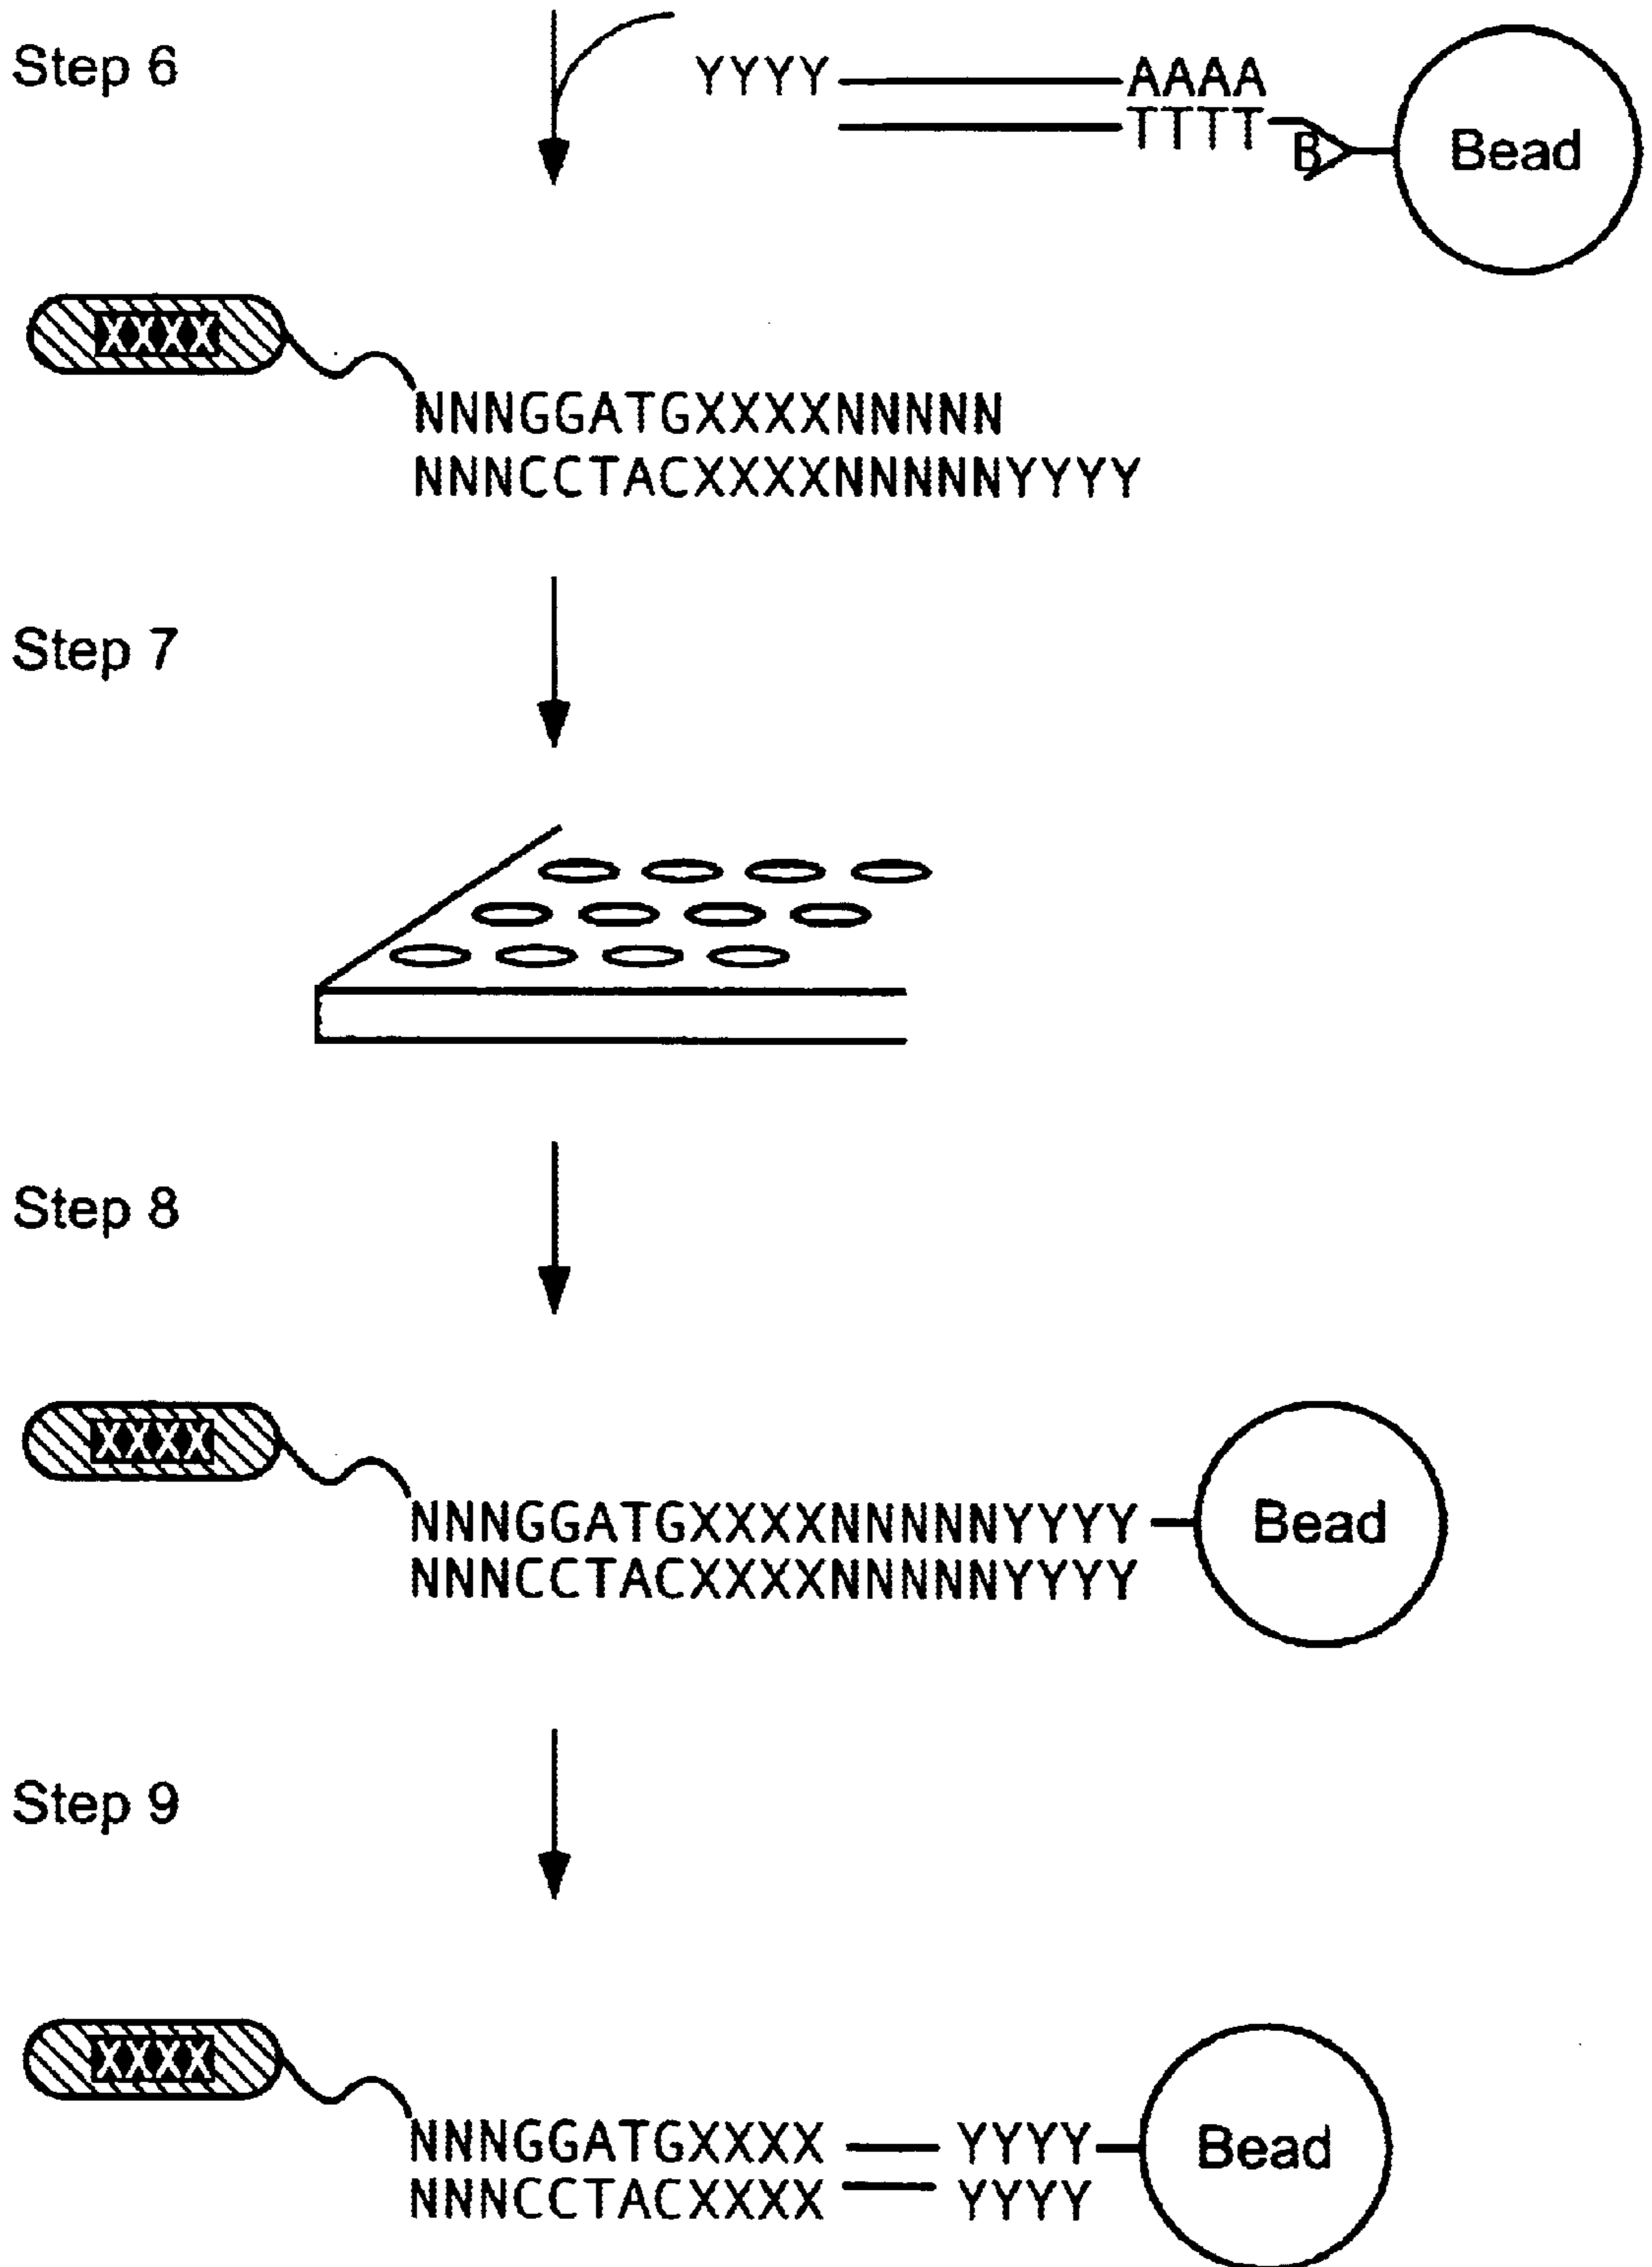 Step 6
YYYY AAAA
TTTT
B
Bead
XXXX
NNNGGATGXXXXNNNNN
NNNCCTACXXXXNNNNNYYYY
Step 7
Step 8
XXXX
NNNGGATGXXXXNNNNNYYYY
NNNCCTACXXXXNNNNNYYYY
Bead
Step 9
XXXX
NNNGGATGXXXX YYYY
NNNCCTACXXXX YYYY
Bead